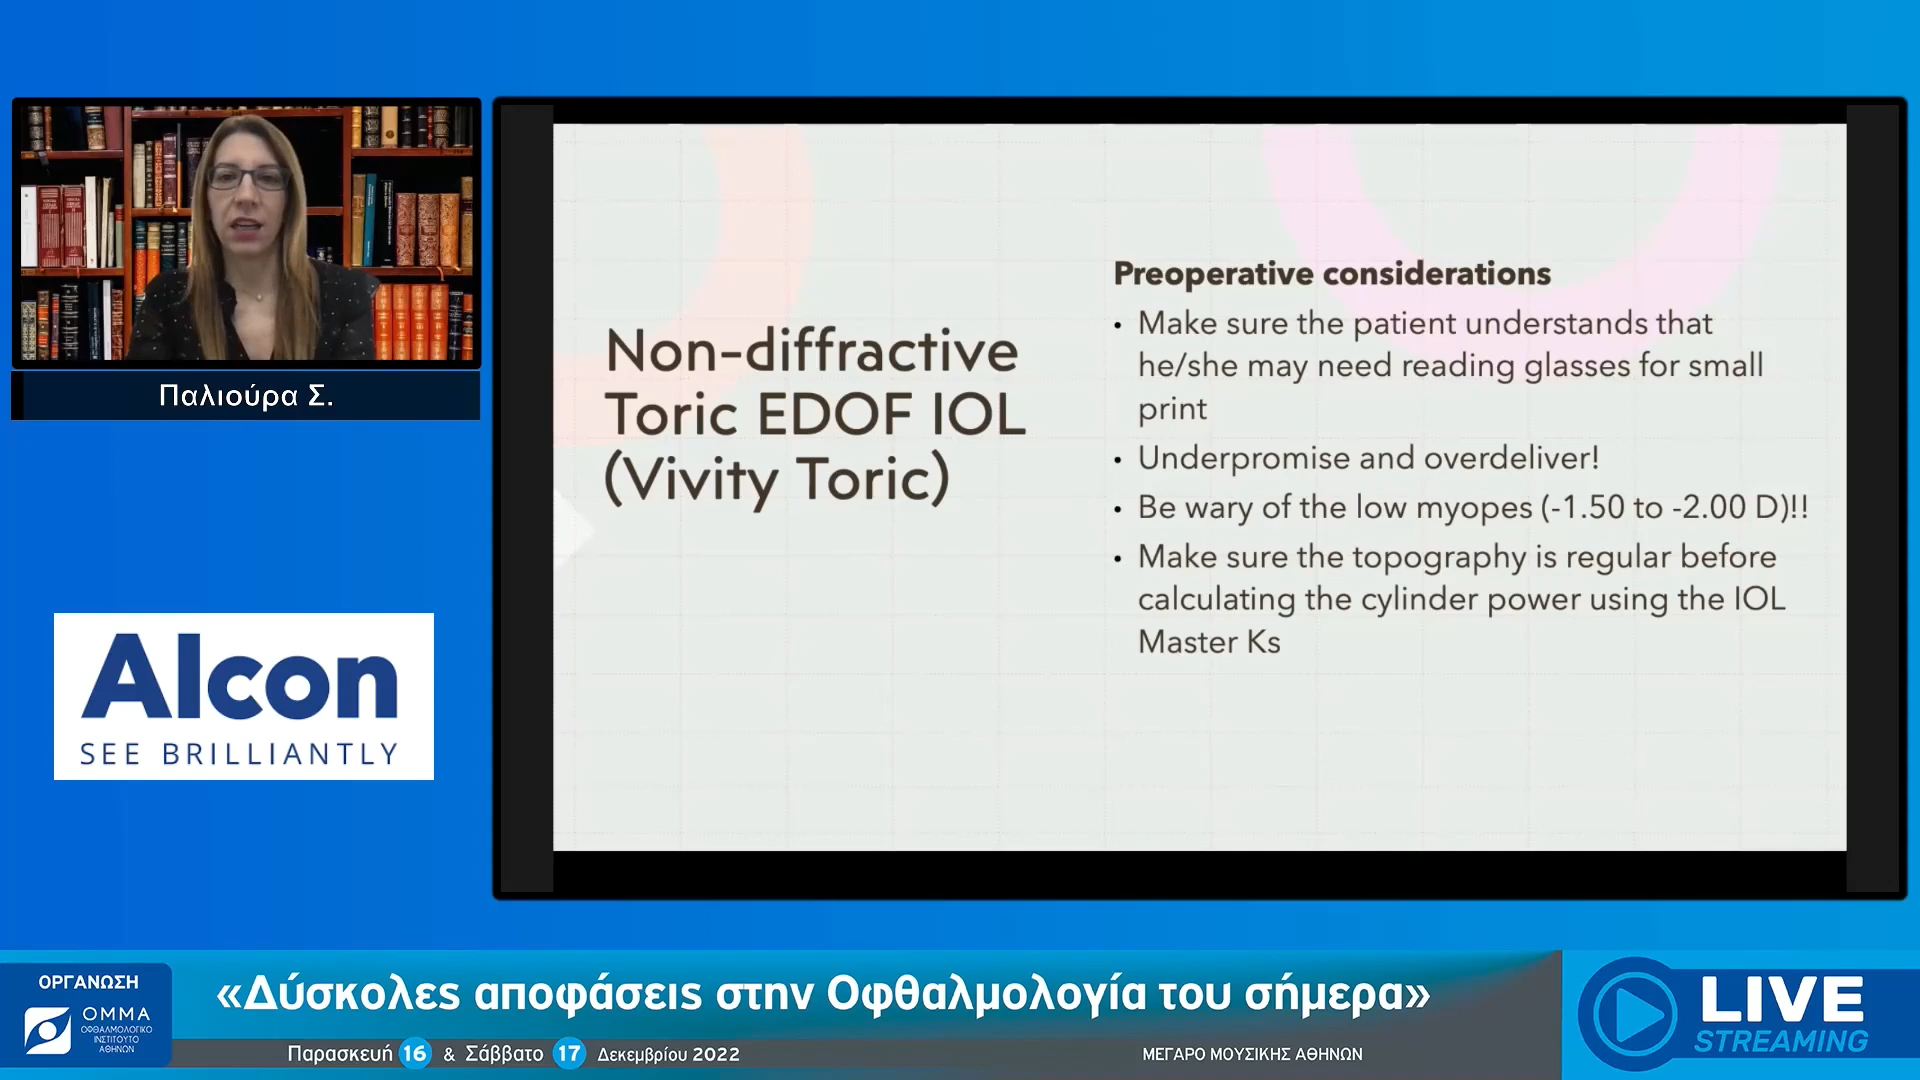 Παλιούρα Σ.
Alcon
SEE BRILLIANTLY
Non-diffractive
Toric EDOF IOL
(Vivity Toric)
Preoperative considerations
• Make sure the patient understands that
he/she may need reading glasses for small
print
• Underpromise and overdeliver!
• Be wary of the low myopes (-1.50 to -2.00 D)!!
• Make sure the topography is regular before
calculating the cylinder power using the IOL
Master Ks
ΟΡΓΑΝΩΣΗ
ΟΜΜΑ
ΟΦΘΑΛΜΟΛΟΓΙΚΟ
ΙΝΣΤΙΤΟΥΤΟ
ΑΘΗΝΩΝ
«Δύσκολες αποφάσεις στην Οφθαλμολογία του σήμερα»
Παρασκευή 16 & Σάββατο 17 Δεκεμβρίου 2022
ΜΕΓΑΡΟ ΜΟΥΣΙΚΗΣ ΑΘΗΝΩΝ
LIVE
STREAMING